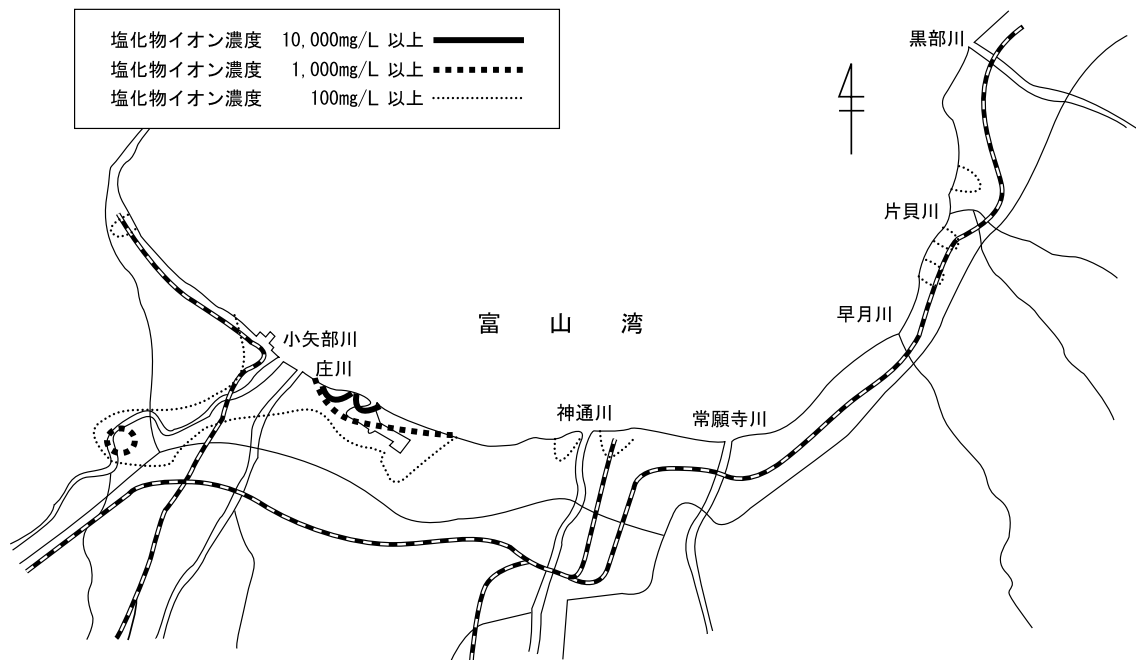 塩化物イオン濃度 10,000㎎/L 以上
塩化物イオン濃度 1,000㎎/L 以上
塩化物イオン濃度 100㎎/L 以上
黒部川
片貝川
早月川
富山湾
小矢部川
庄川
神通川
常願寺川